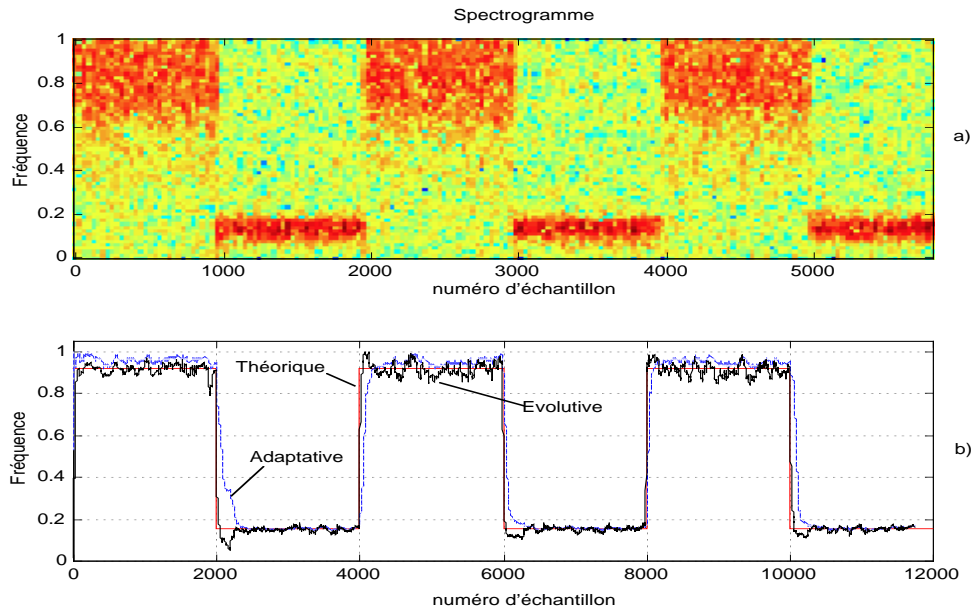 Spectrogramme
1
0.8
0.6
0.4
0.2
0
Fréquence
a)
0 1000 2000 3000 4000 5000
numéro d'échantillon
1
0.8
0.6
0.4
0.2
0
Fréquence
Théorique
Evolutive
Adaptative
b)
0 2000 4000 6000 8000 10000 12000
numéro d'échantillon